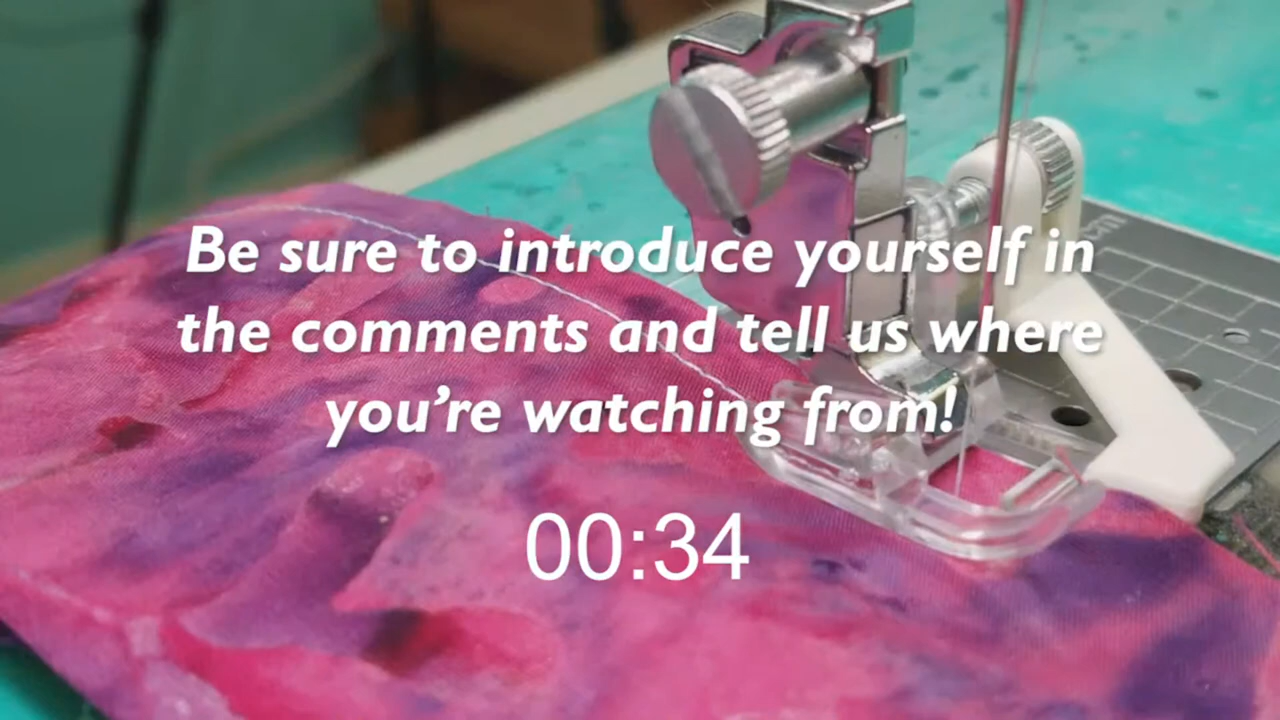 Be sure to introduce yourself in
the comments and tell us where
you're watching from!
00:34